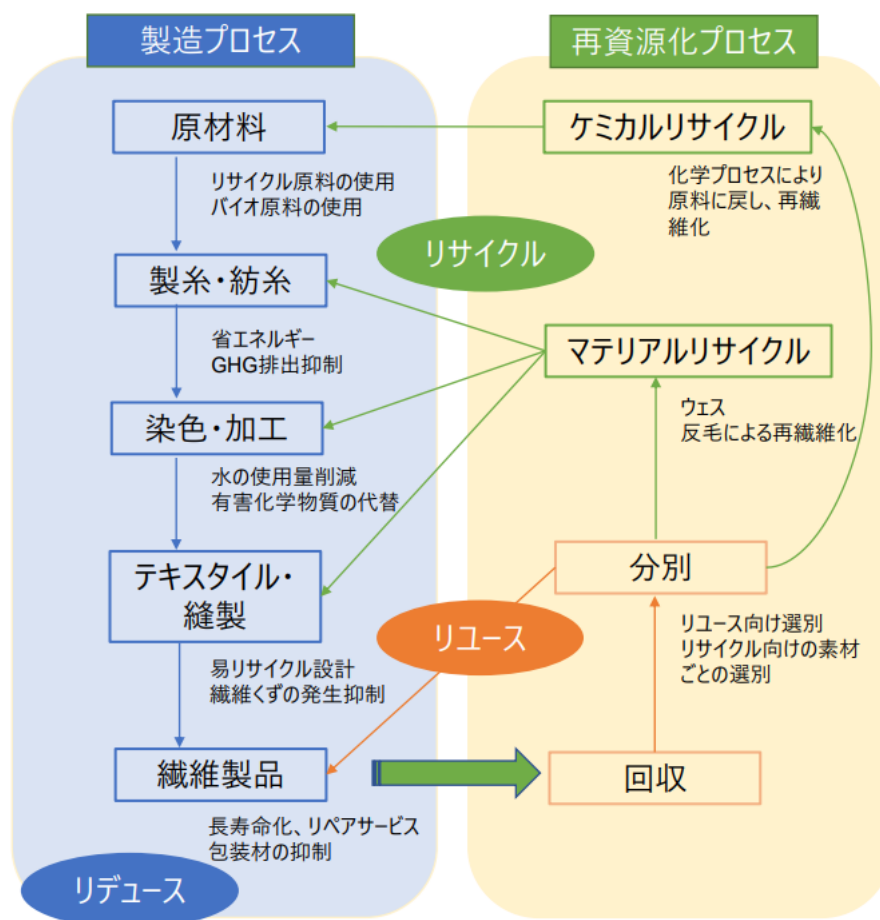 製造プロセス
原材料
リサイクル原料の使用
バイオ原料の使用
製糸・紡糸
省エネルギー
GHG排出抑制
染色・加工
水の使用量削減
有害化学物質の代替
テキスタイル・
縫製
易リサイクル設計
繊維くずの発生抑制
繊維製品
長寿命化、リペアサービス
包装材の抑制
リデュース
リサイクル
リユース
再資源化プロセス
ケミカルリサイクル
化学プロセスにより
原料に戻し、再繊
維化
マテリアルリサイクル
ウェス
反毛による再繊維化
分別
リユース向け選別
リサイクル向けの素材
ごとの選別
回収